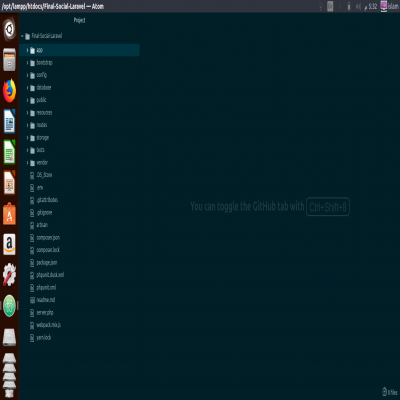 /opt/lampp/htdocs/Final-Social-Laravel — Atom
5:32
Islam
Project
Final-Social-Laravel
app
bootstrap
config
database
public
resources
routes
storage
tests
vendor
.DS_Store
.env
.gitattributes
.gitignore
artisan
composer.json
composer.lock
package.json
phpunit.dusk.xml
phpunit.xml
readme.md
server.php
webpack.mix.js
yarn.lock
You can toggle the GitHub tab with Ctrl+Shift+8
0 files